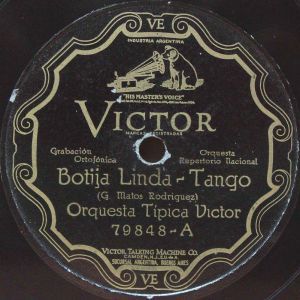 VE
INDUSTRIA ARGENTINA
"HIS MASTER'S VOICE"
VICTOR
MARCAS REGISTRADAS
Grabación Ortofónica
Orquesta Repertorio Nacional
Botija Linda - Tango
(G. Matos Rodriguez)
Orquesta Tipica Victor
79848-A
VICTOR TALKING MACHINE CO.
CAMDEN, N.J., E.U. de A.
SUCURSAL ARGENTINA, BUENOS AIRES
VE